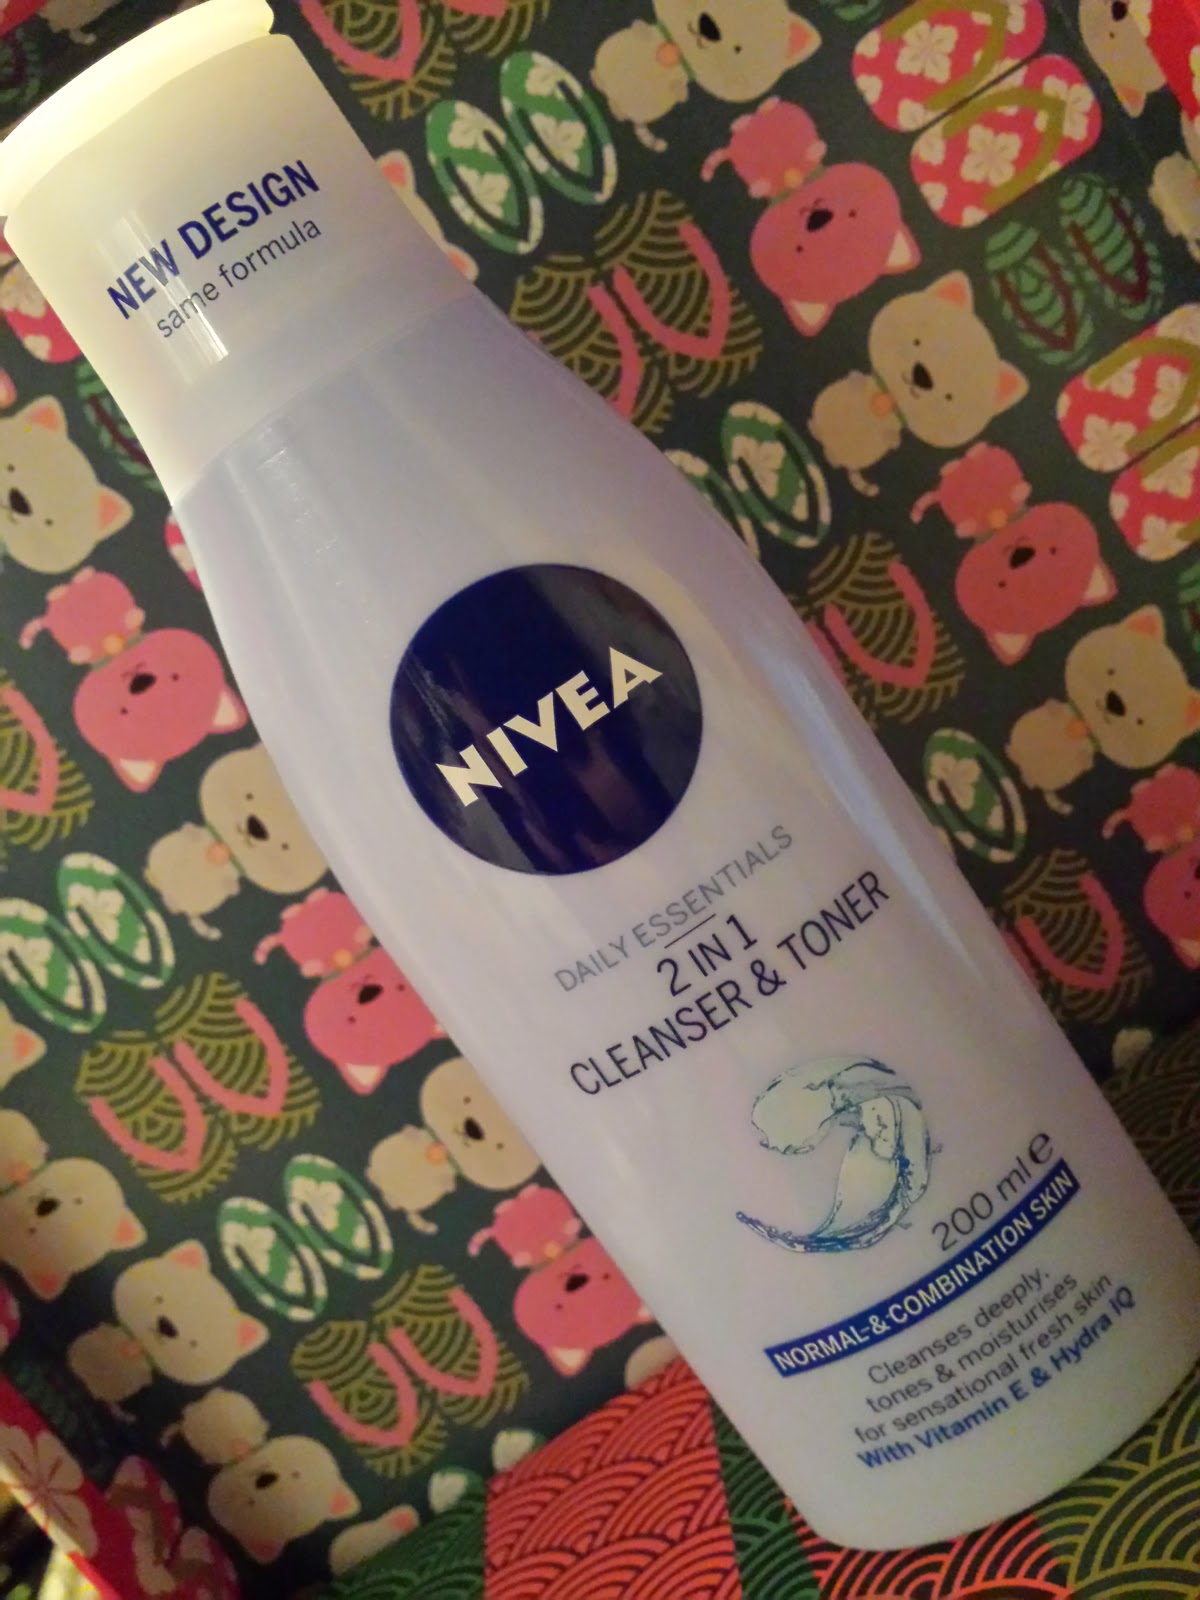 NEW DESIGN
same formula
NIVEA
DAILY ESSENTIALS
2 IN 1
CLEANSER & TONER
200 ml e
NORMAL & COMBINATION SKIN
Cleanses deeply,
tones & moisturises
for sensational fresh skin
With Vitamin E & Hydra IQ